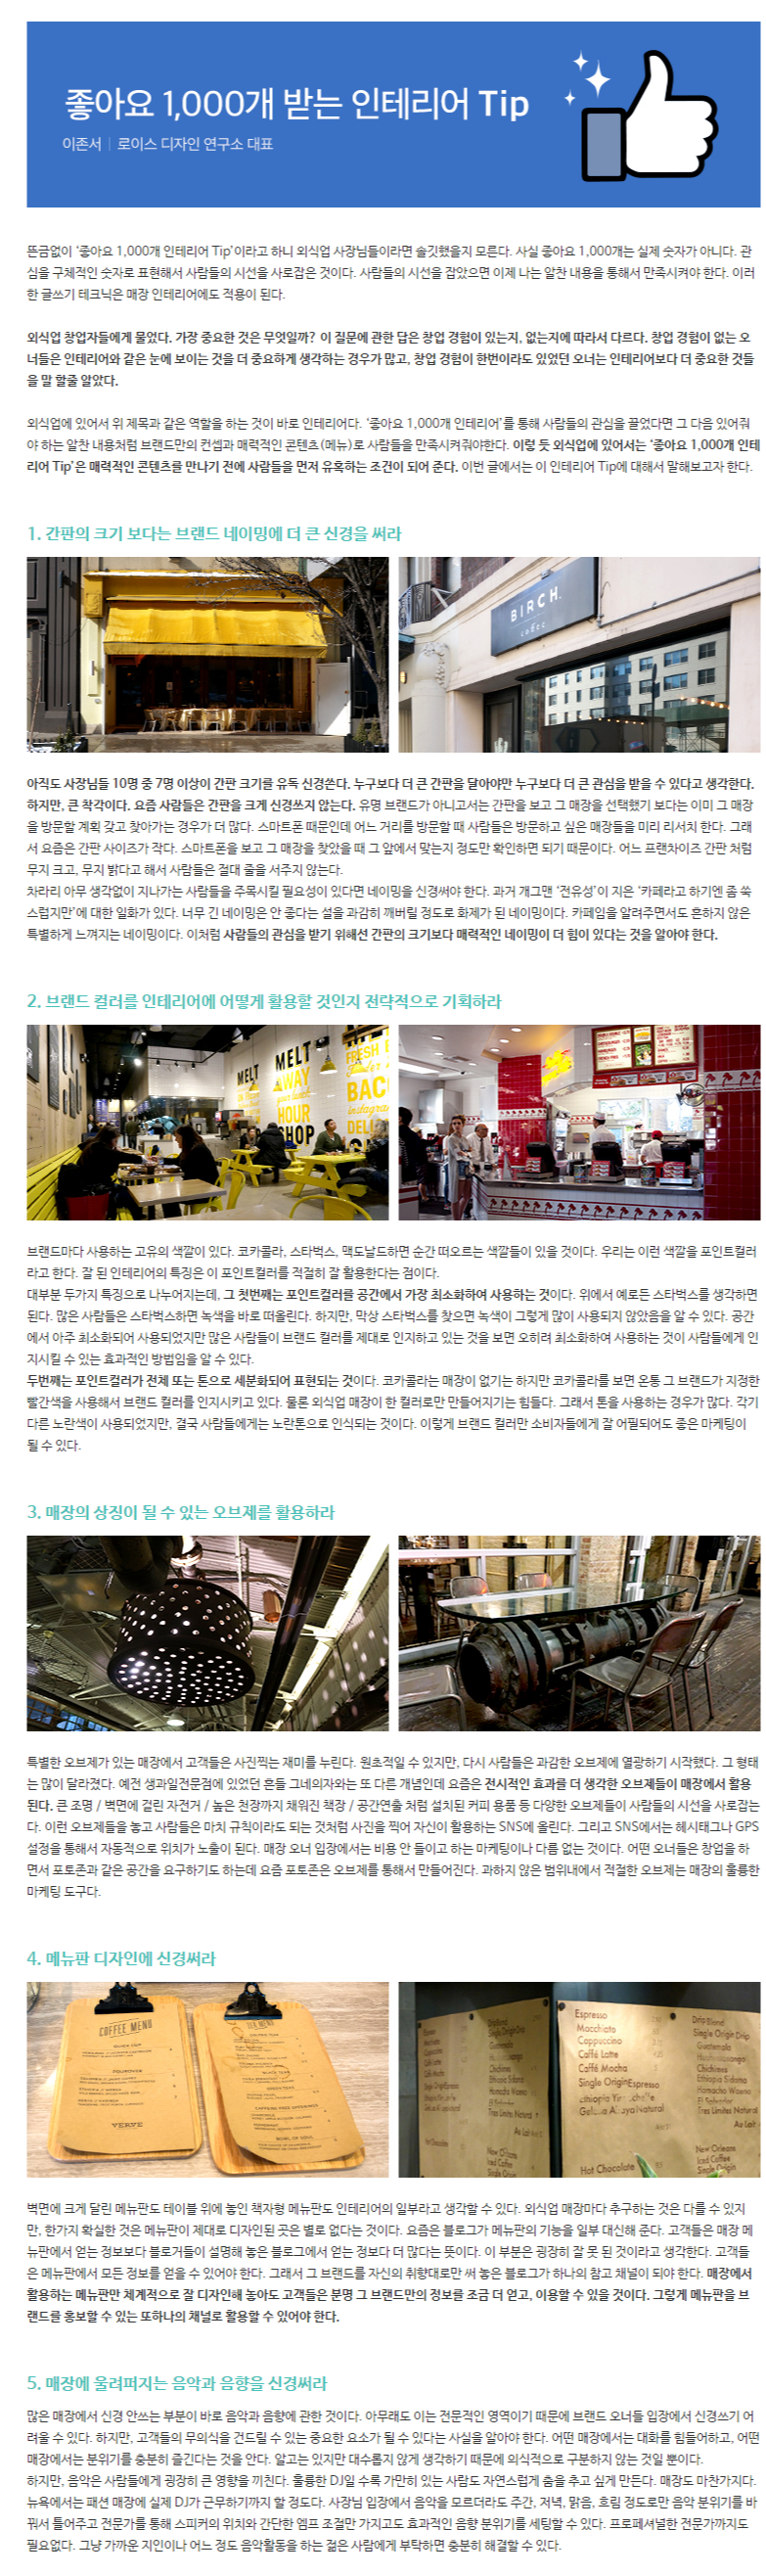 좋아요 1,000개 받는 인테리어 Tip
이존서 | 로이스 디자인 연구소 대표
뜬금없이 ‘좋아요 1,000개 인테리어 Tip’이라고 하니 외식업 사장님들이라면 솔깃했을지 모른다. 사실 좋아요 1,000개는 실제 숫자가 아니다. 관
심을 구체적인 숫자로 표현해서 사람들의 시선을 사로잡은 것이다. 사람들의 시선을 잡았으면 이제 나는 알찬 내용을 통해서 만족시켜야 한다. 이러
한 글쓰기 테크닉은 매장 인테리어에도 적용이 된다.
외식업 창업자들에게 물었다. 가장 중요한 것은 무엇일까? 이 질문에 관한 답은 창업 경험이 있는지, 없는지에 따라서 다르다. 창업 경험이 없는 오
너들은 인테리어와 같은 눈에 보이는 것을 더 중요하게 생각하는 경우가 많고, 창업 경험이 한번이라도 있었던 오너는 인테리어보다 더 중요한 것들
을 말 할줄 알았다.
외식업에 있어서 위 제목과 같은 역할을 하는 것이 바로 인테리어다. ‘좋아요 1,000개 인테리어’를 통해 사람들의 관심을 끌었다면 그 다음 있어줘
야 하는 알찬 내용처럼 브랜드만의 컨셉과 매력적인 콘텐츠(메뉴)로 사람들을 만족시켜줘야한다. 이렇 듯 외식업에 있어서는 ‘좋아요 1,000개 인테
리어 Tip’은 매력적인 콘텐츠를 만나기 전에 사람들을 먼저 유혹하는 조건이 되어 준다. 이번 글에서는 이 인테리어 Tip에 대해서 말해보고자 한다.
1. 간판의 크기 보다는 브랜드 네이밍에 더 큰 신경을 써라
BIRCH
coffee
아직도 사장님들 10명 중 7명 이상이 간판 크기를 유독 신경쓴다. 누구보다 더 큰 간판을 달아야만 누구보다 더 큰 관심을 받을 수 있다고 생각한다.
하지만, 큰 착각이다. 요즘 사람들은 간판을 크게 신경쓰지 않는다. 유명 브랜드가 아니고서는 간판을 보고 그 매장을 선택했기 보다는 이미 그 매장
을 방문할 계획 갖고 찾아가는 경우가 더 많다. 스마트폰 때문인데 어느 거리를 방문할 때 사람들은 방문하고 싶은 매장들을 미리 리서치 한다. 그래
서 요즘은 간판 사이즈가 작다. 스마트폰을 보고 그 매장을 찾았을 때 그 앞에서 맞는지 정도만 확인하면 되기 때문이다. 어느 프랜차이즈 간판 처럼
무지 크고, 무지 밝다고 해서 사람들은 절대 줄을 서주지 않는다.
차라리 아무 생각없이 지나가는 사람들을 주목시킬 필요성이 있다면 네이밍을 신경써야 한다. 과거 개그맨 ‘전유성’이 지은 ‘카페라고 하기엔 좀 쑥
스럽지만’에 대한 일화가 있다. 너무 긴 네이밍은 안 좋다는 설을 과감히 깨버릴 정도로 화제가 된 네이밍이다. 카페임을 알려주면서도 흔하지 않은
특별하게 느껴지는 네이밍이다. 이처럼 사람들의 관심을 받기 위해선 간판의 크기보다 매력적인 네이밍이 더 힘이 있다는 것을 알아야 한다.
2. 브랜드 컬러를 인테리어에 어떻게 활용할 것인지 전략적으로 기획하라
MELT
MELT
AWAY
HOUR
SHOP
FRESH
BAC
instagra
DELI
브랜드마다 사용하는 고유의 색깔이 있다. 코카콜라, 스타벅스, 맥도날드하면 순간 떠오르는 색깔들이 있을 것이다. 우리는 이런 색깔을 포인트컬러
라고 한다. 잘 된 인테리어의 특징은 이 포인트컬러를 적절히 잘 활용한다는 점이다.
대부분 두가지 특징으로 나누어지는데, 그 첫번째는 포인트컬러를 공간에서 가장 최소화하여 사용하는 것이다. 위에서 예로든 스타벅스를 생각하면
된다. 많은 사람들은 스타벅스하면 녹색을 바로 떠올린다. 하지만, 막상 스타벅스를 찾으면 녹색이 그렇게 많이 사용되지 않았음을 알 수 있다. 공간
에서 아주 최소화되어 사용되었지만 많은 사람들이 브랜드 컬러를 제대로 인지하고 있는 것을 보면 오히려 최소화하여 사용하는 것이 사람들에게 인
지시킬 수 있는 효과적인 방법임을 알 수 있다.
두번째는 포인트컬러가 전체 또는 톤으로 세분화되어 표현되는 것이다. 코카콜라는 매장이 없기는 하지만 코카콜라를 보면 온통 그 브랜드가 지정한
빨간색을 사용해서 브랜드 컬러를 인지시키고 있다. 물론 외식업 매장이 한 컬러로만 만들어지기는 힘들다. 그래서 톤을 사용하는 경우가 많다. 각기
다른 노란색이 사용되었지만, 결국 사람들에게는 노란톤으로 인식되는 것이다. 이렇게 브랜드 컬러만 소비자들에게 잘 어필되어도 좋은 마케팅이
될 수 있다.
3. 매장의 상징이 될 수 있는 오브제를 활용하라
특별한 오브제가 있는 매장에서 고객들은 사진찍는 재미를 누린다. 원초적일 수 있지만, 다시 사람들은 과감한 오브제에 열광하기 시작했다. 그 형태
는 많이 달라졌다. 예전 생과일전문점에 있었던 흔들 그네의자와는 또 다른 개념인데 요즘은 전시적인 효과를 더 생각한 오브제들이 매장에서 활용
된다. 큰 조명 / 벽면에 걸린 자전거 / 높은 천장까지 채워진 책장 / 공간연출 처럼 설치된 커피 용품 등 다양한 오브제들이 사람들의 시선을 사로잡는
다. 이런 오브제들을 놓고 사람들은 마치 규칙이라도 되는 것처럼 사진을 찍어 자신이 활용하는 SNS에 올린다. 그리고 SNS에서는 헤시태그나 GPS
설정을 통해서 자동적으로 위치가 노출이 된다. 매장 오너 입장에서는 비용 안 들이고 하는 마케팅이나 다름 없는 것이다. 어떤 오너들은 창업을 하
면서 포토존과 같은 공간을 요구하기도 하는데 요즘 포토존은 오브제를 통해서 만들어진다. 과하지 않은 범위내에서 적절한 오브제는 매장의 훌륭한
마케팅 도구다.
4. 메뉴판 디자인에 신경써라
COFFEE MENU
VERVE
TEA MENU
Espresso
Macchiato
Cappuccino
Caffé Latte
Caffé Mocha
Single OriginEspresso
Hot Chocolate
Drip Blend
Single Origin Drip
Guatemala
Ethiopia Sidamo
Tres Limites Natural
Au Lait
New Orleans
Iced Coffee
Single Origin
벽면에 크게 달린 메뉴판도 테이블 위에 놓인 책자형 메뉴판도 인테리어의 일부라고 생각할 수 있다. 외식업 매장마다 추구하는 것은 다를 수 있지
만, 한가지 확실한 것은 메뉴판이 제대로 디자인된 곳은 별로 없다는 것이다. 요즘은 블로그가 메뉴판의 기능을 일부 대신해 준다. 고객들은 매장 메
뉴판에서 얻는 정보보다 블로거들이 설명해 놓은 블로그에서 얻는 정보다 더 많다는 뜻이다. 이 부분은 굉장히 잘 못 된 것이라고 생각한다. 고객들
은 메뉴판에서 모든 정보를 얻을 수 있어야 한다. 그래서 그 브랜드를 자신의 취향대로만 써 놓은 블로그가 하나의 참고 채널이 되야 한다. 매장에서
활용하는 메뉴판만 체계적으로 잘 디자인해 놓아도 고객들은 분명 그 브랜드만의 정보를 조금 더 얻고, 이용할 수 있을 것이다. 그렇게 메뉴판을 브
랜드를 홍보할 수 있는 또하나의 채널로 활용할 수 있어야 한다.
5. 매장에 울려퍼지는 음악과 음향을 신경써라
많은 매장에서 신경 안쓰는 부분이 바로 음악과 음향에 관한 것이다. 아무래도 이는 전문적인 영역이기 때문에 브랜드 오너들 입장에서 신경쓰기 어
려울 수 있다. 하지만, 고객들의 무의식을 건드릴 수 있는 중요한 요소가 될 수 있다는 사실을 알아야 한다. 어떤 매장에서는 대화를 힘들어하고, 어떤
매장에서는 분위기를 충분히 즐긴다는 것을 안다. 알고는 있지만 대수롭지 않게 생각하기 때문에 의식적으로 구분하지 않는 것일 뿐이다.
하지만, 음악은 사람들에게 굉장히 큰 영향을 끼친다. 훌륭한 DJ일 수록 가만히 있는 사람도 자연스럽게 춤을 추고 싶게 만든다. 매장도 마찬가지다.
뉴욕에서는 패션 매장에 실제 DJ가 근무하기까지 할 정도다. 사장님 입장에서 음악을 모르더라도 주간, 저녁, 맑음, 흐림 정도로만 음악 분위기를 바
꿔서 틀어주고 전문가를 통해 스피커의 위치와 간단한 엠프 조절만 가지고도 효과적인 음향 분위기를 세팅할 수 있다. 프로페셔널한 전문가까지도
필요없다. 그냥 가까운 지인이나 어느 정도 음악활동을 하는 젊은 사람에게 부탁하면 충분히 해결할 수 있다.